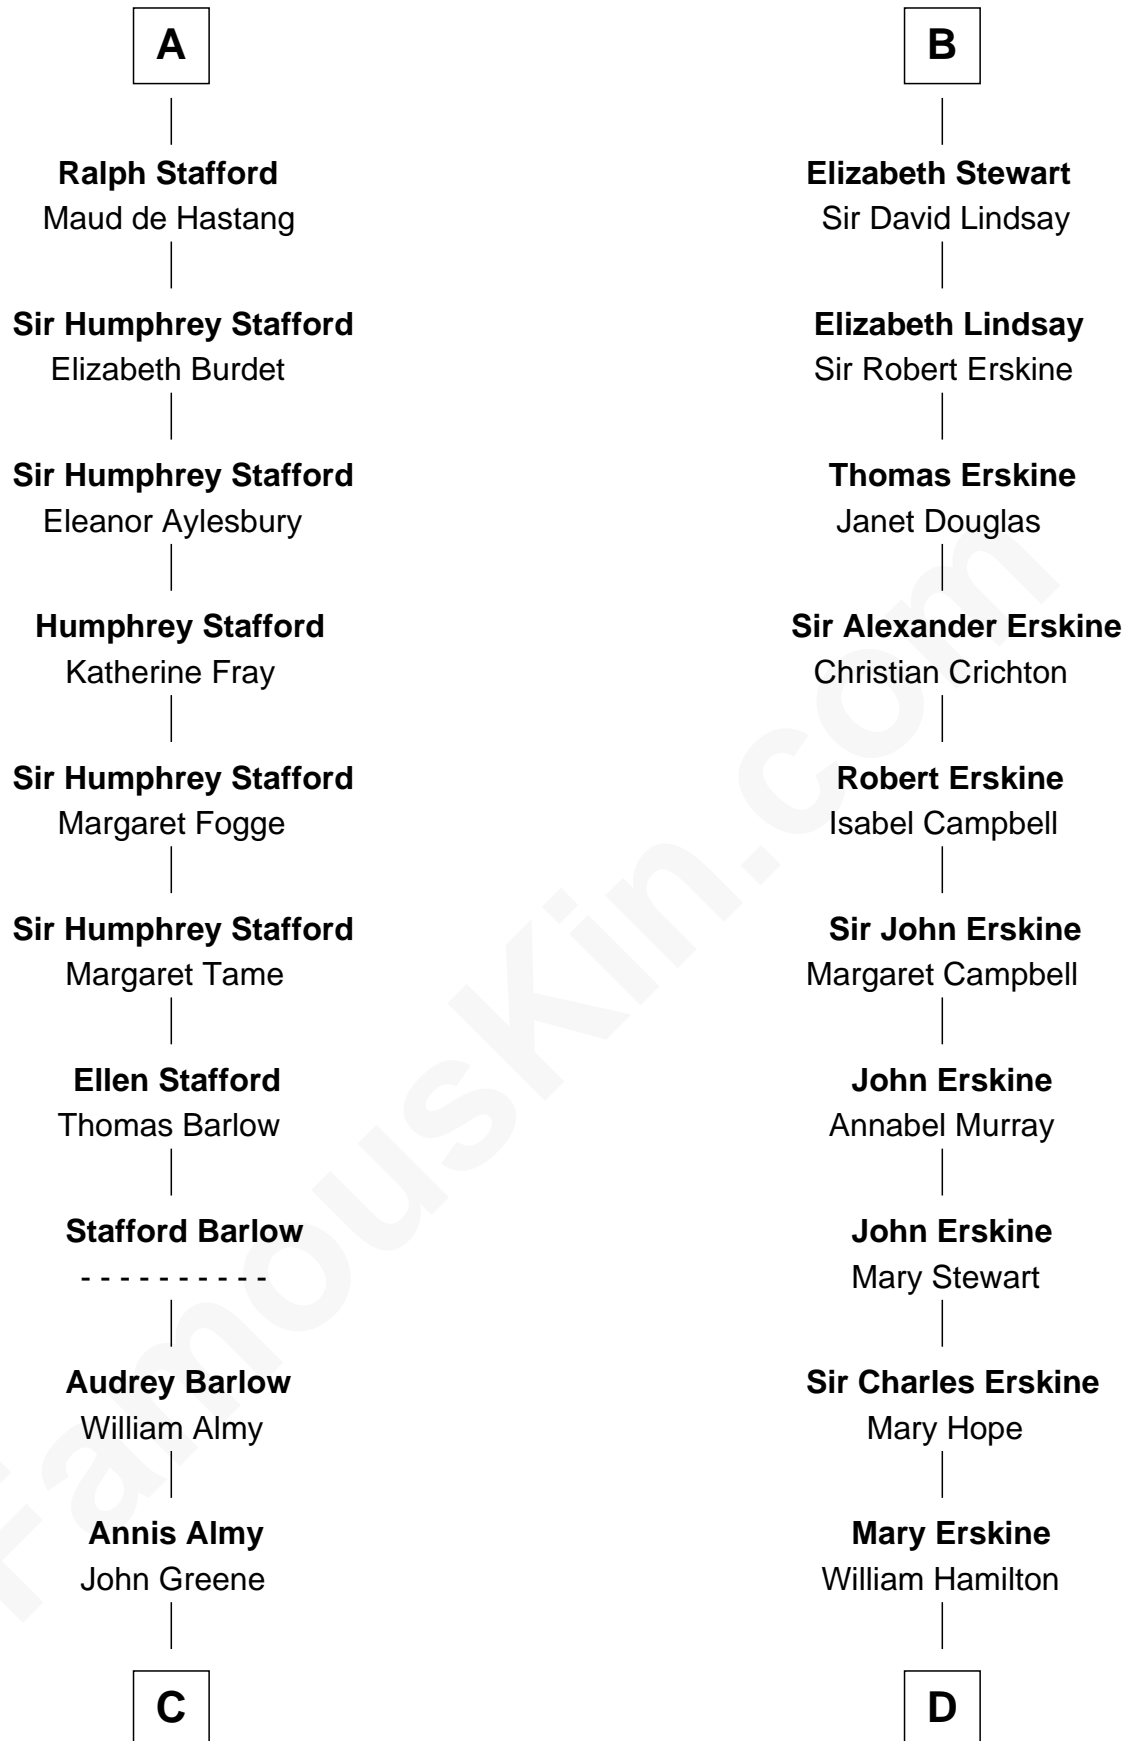 A
Ralph Stafford
Maud de Hastang
Sir Humphrey Stafford
Elizabeth Burdet
Sir Humphrey Stafford
Eleanor Aylesbury
Humphrey Stafford
Katherine Fray
Sir Humphrey Stafford
Margaret Fogge
Sir Humphrey Stafford
Margaret Tame
Ellen Stafford
Thomas Barlow
Stafford Barlow
- - - - - - - - - -
Audrey Barlow
William Almy
Annis Almy
John Greene
C
B
Elizabeth Stewart
Sir David Lindsay
Elizabeth Lindsay
Sir Robert Erskine
Thomas Erskine
Janet Douglas
Sir Alexander Erskine
Christian Crichton
Robert Erskine
Isabel Campbell
Sir John Erskine
Margaret Campbell
John Erskine
Annabel Murray
John Erskine
Mary Stewart
Sir Charles Erskine
Mary Hope
Mary Erskine
William Hamilton
D
FamousKin.com